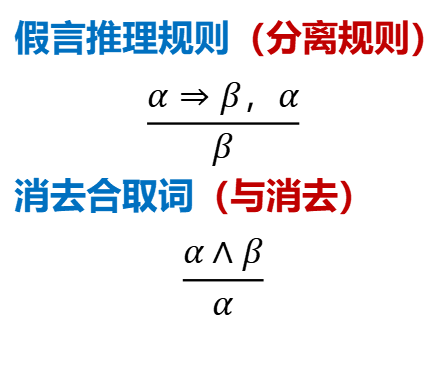 假言推理规则（分离规则）
α ⇒ β, α
β
消去合取词（与消去）
α ∧ β
α